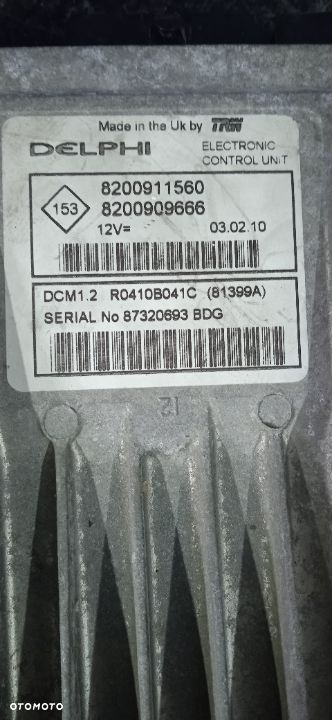 Made in the Uk by TRW
DELPHI
ELECTRONIC
CONTROL UNIT
153
8200911560
8200909666
12V=
03.02.10
DCM1.2 R0410B041C (81399A)
SERIAL No 87320693 BDG
12
OTOMOTO
OTOMOTO